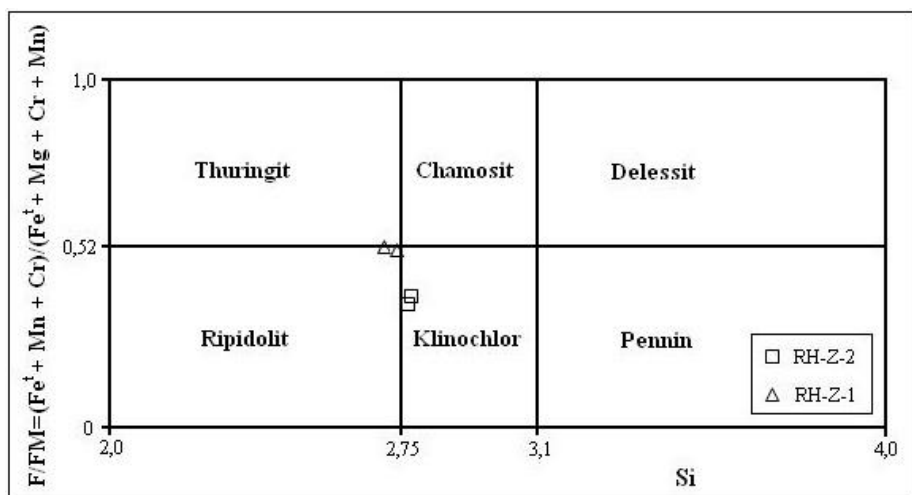 F/FM=(Fe^t+ Mn + Cr)/(Fe^t+ Mg + Cr + Mn)
1,0
Thuringit Chamosit Delessit
0,52
Ripidolit Klinochlor Pennin
RH-Z-2
RH-Z-1
0
2,0 2,75 3,1 4,0
Si